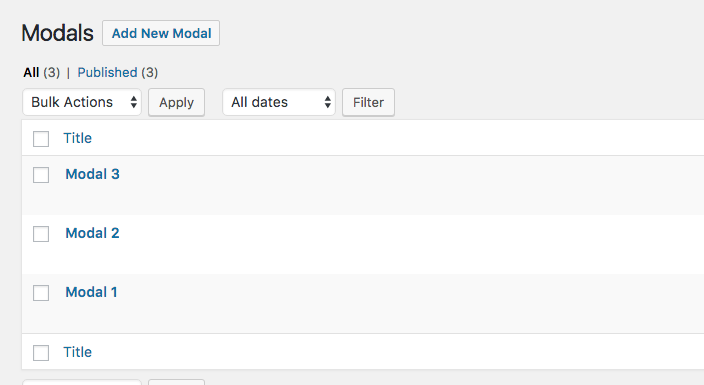 Modals Add New Modal
All (3) | Published (3)
Bulk Actions Apply All dates Filter
Title
Modal 3
Modal 2
Modal 1
Title